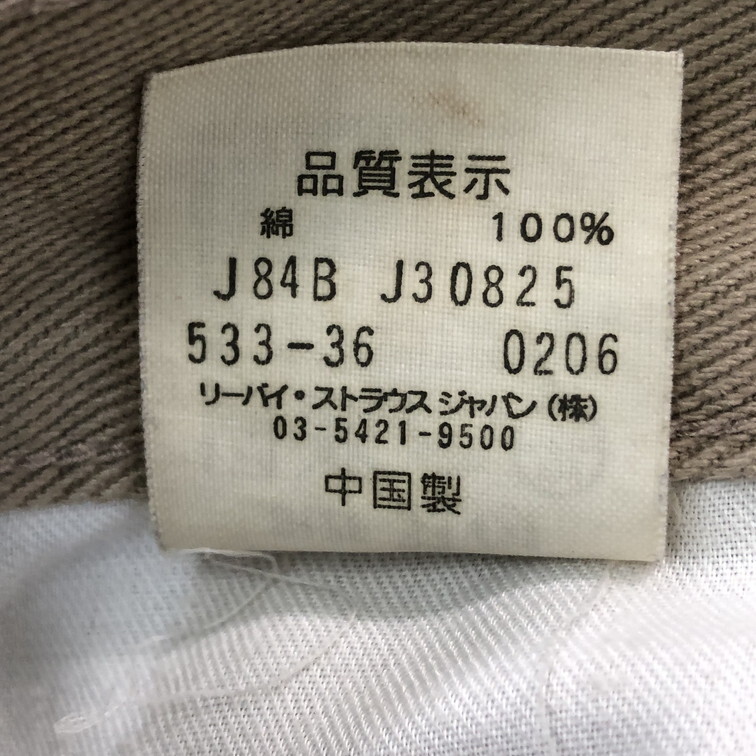 品質表示
綿 100%
J84B J30825
533-36 0206
リーバイ・ストラウス ジャパン(株)
03-5421-9500
中国製